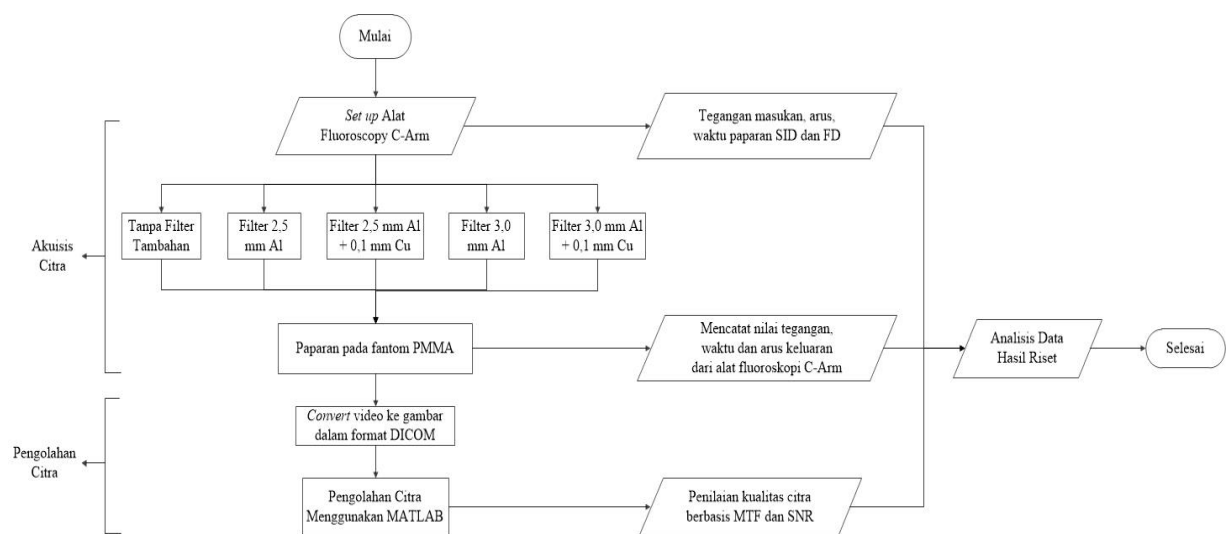 Mulai
Set up Alat
Fluoroscopy C-Arm
Tegangan masukan, arus,
waktu paparan SID dan FD
Akuisis
Citra
Tanpa Filter
Tambahan
Filter 2,5
mm Al
Filter 2,5 mm Al
+ 0,1 mm Cu
Filter 3,0
mm Al
Filter 3,0 mm Al
+ 0,1 mm Cu
Paparan pada fantom PMMA
Mencatat nilai tegangan,
waktu dan arus keluaran
dari alat fluoroskopi C-Arm
Analisis Data
Hasil Riset
Selesai
Pengolahan
Citra
Convert video ke gambar
dalam format DICOM
Pengolahan Citra
Menggunakan MATLAB
Penilaian kualitas citra
berbasis MTF dan SNR